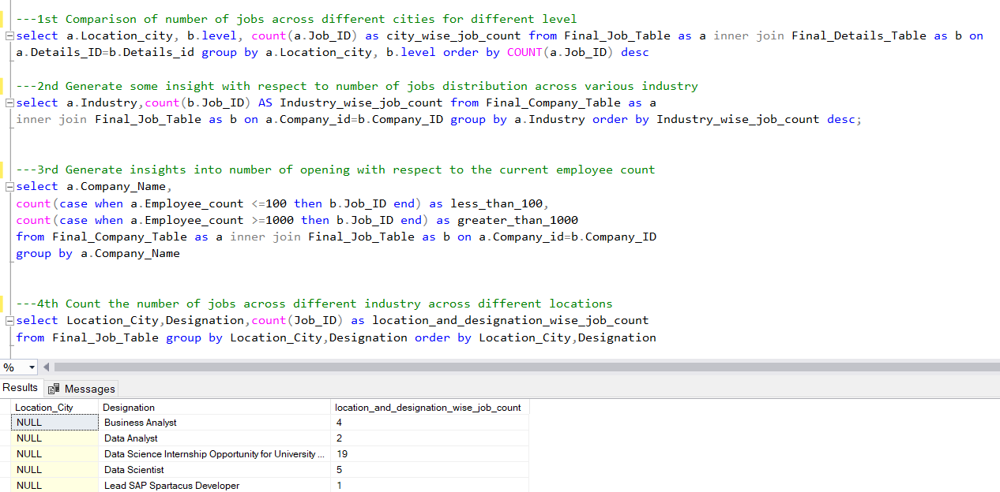 ---1st Comparison of number of jobs across different cities for different level
select a.Location_city, b.level, count(a.Job_ID) as city_wise_job_count from Final_Job_Table as a inner join Final_Details_Table as b on
a.Details_ID=b.Details_id group by a.Location_city, b.level order by COUNT(a.Job_ID) desc
---2nd Generate some insight with respect to number of jobs distribution across various industry
select a.Industry,count(b.Job_ID) AS Industry_wise_job_count from Final_Company_Table as a
inner join Final_Job_Table as b on a.Company_id=b.Company_ID group by a.Industry order by Industry_wise_job_count desc;
---3rd Generate insights into number of opening with respect to the current employee count
select a.Company_Name,
count(case when a.Employee_count <=100 then b.Job_ID end) as less_than_100,
count(case when a.Employee_count >=1000 then b.Job_ID end) as greater_than_1000
from Final_Company_Table as a inner join Final_Job_Table as b on a.Company_id=b.Company_ID
group by a.Company_Name
---4th Count the number of jobs across different industry across different locations
select Location_City,Designation,count(Job_ID) as location_and_designation_wise_job_count
from Final_Job_Table group by Location_City,Designation order by Location_City,Designation
%
Results Messages
Location_City Designation location_and_designation_wise_job_count
NULL Business Analyst 4
NULL Data Analyst 2
NULL Data Science Internship Opportunity for University ... 19
NULL Data Scientist 5
NULL Lead SAP Spartacus Developer 1